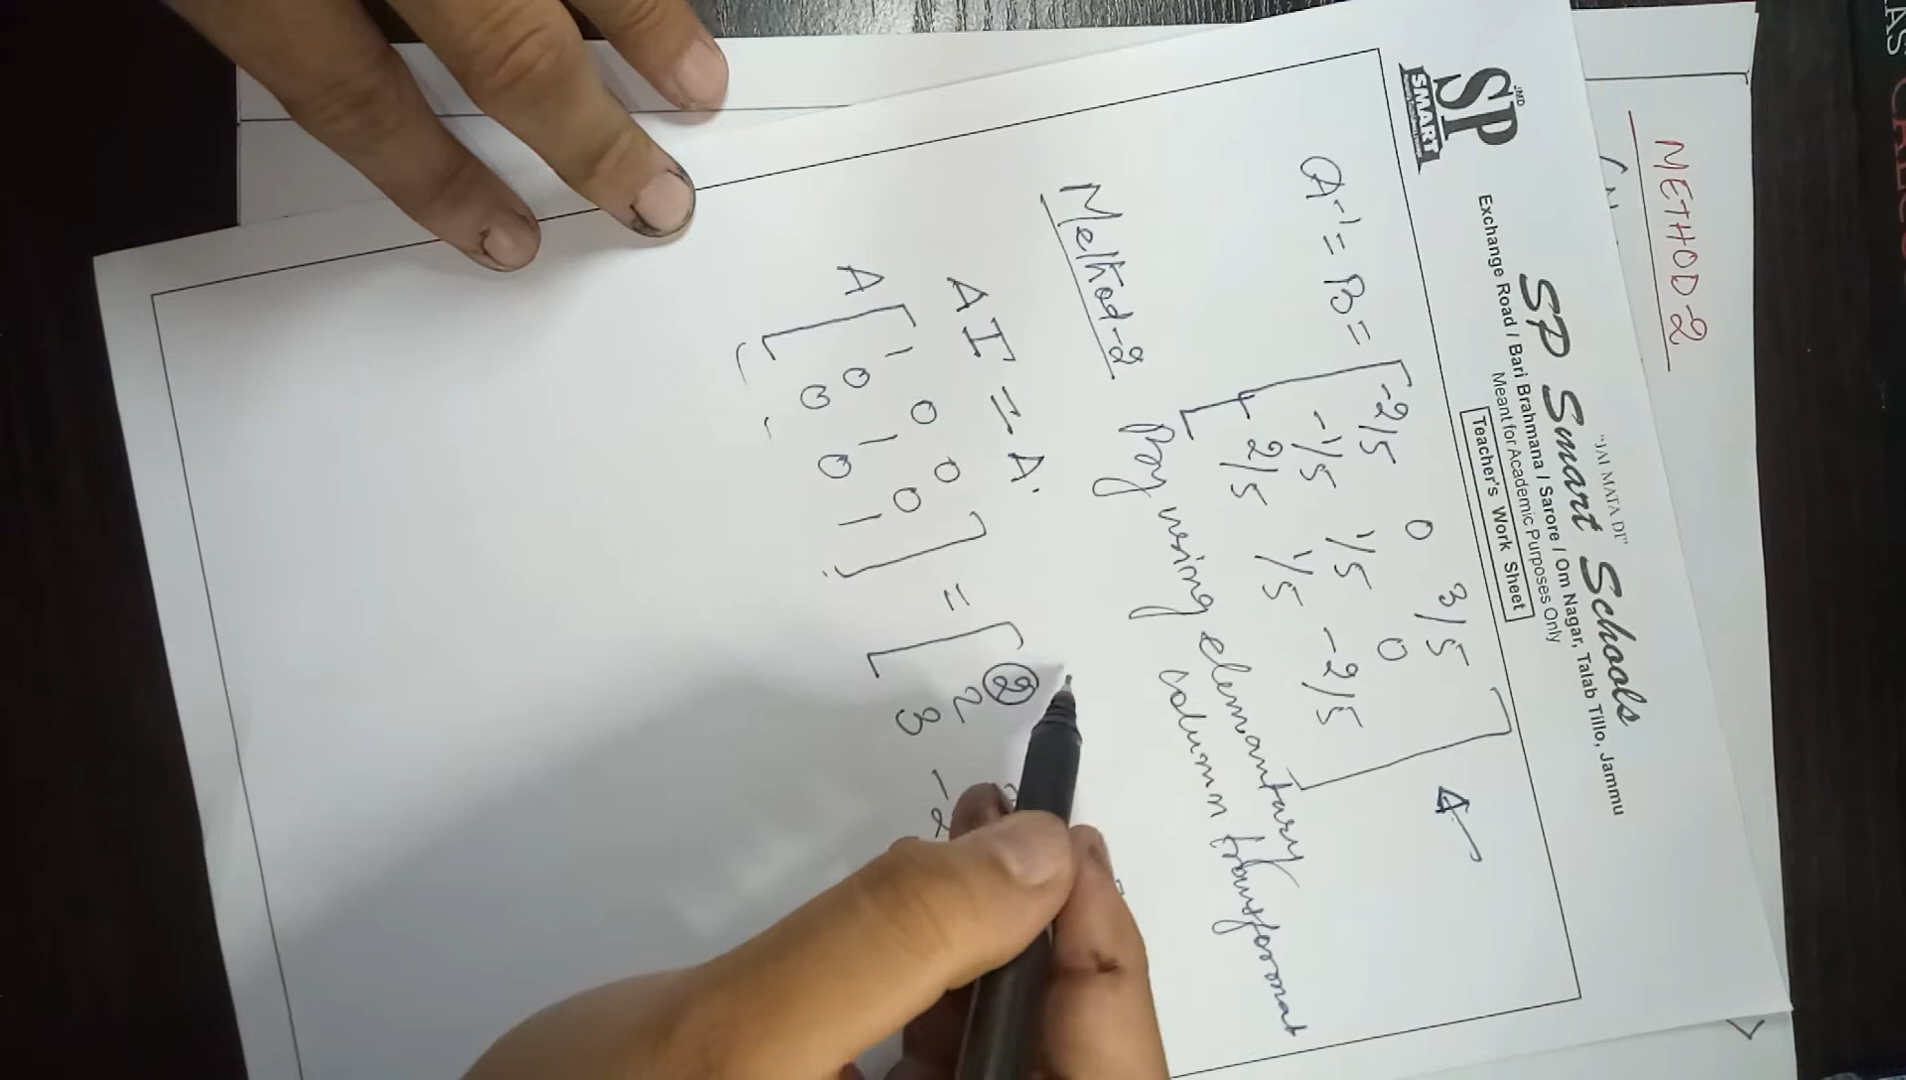 METHOD-2
"JAI MATA DI"
JMD
SP
SMART
SP Smart Schools
Exchange Road / Bari Brahmana / Sarore / Om Nagar, Talab Tillo, Jammu
Meant for Academic Purposes Only
Teacher's Work Sheet
A-1 = B = [ -2/5 0 3/5
-1/5 1/5 0
2/5 1/5 -2/5 ]
Method-2 By using elemantary
column transformat
AI = A.
A [ 1 0 0
0 1 0
0 0 1 ] = [ 2
2
3 -2